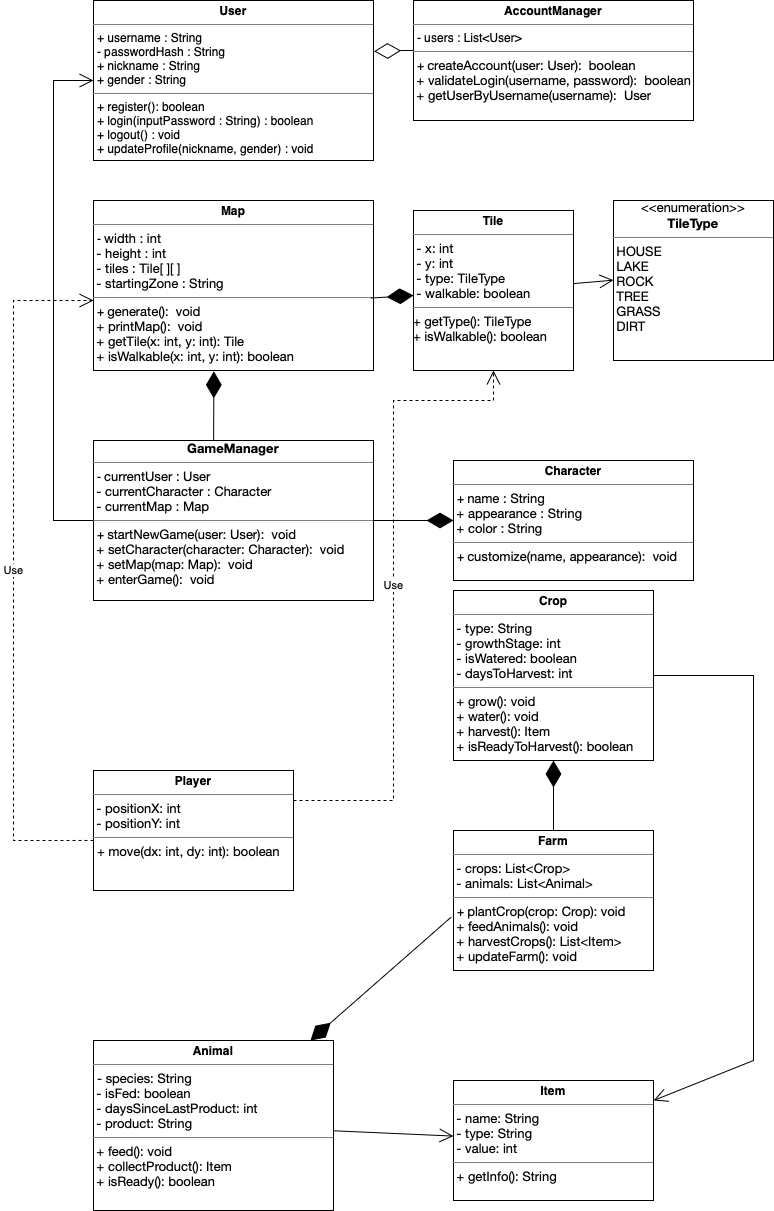 User
+ username : String
- passwordHash : String
+ nickname : String
+ gender : String
+ register(): boolean
+ login(inputPassword : String) : boolean
+ logout() : void
+ updateProfile(nickname, gender) : void
AccountManager
- users : List<User>
+ createAccount(user: User): boolean
+ validateLogin(username, password): boolean
+ getUserByUsername(username): User
Map
- width : int
- height : int
- tiles : Tile[ ][ ]
- startingZone : String
+ generate(): void
+ printMap(): void
+ getTile(x: int, y: int): Tile
+ isWalkable(x: int, y: int): boolean
Tile
- x: int
- y: int
- type: TileType
- walkable: boolean
+ getType(): TileType
+ isWalkable(): boolean
<<enumeration>>
TileType
HOUSE
LAKE
ROCK
TREE
GRASS
DIRT
GameManager
- currentUser : User
- currentCharacter : Character
- currentMap : Map
+ startNewGame(user: User): void
+ setCharacter(character: Character): void
+ setMap(map: Map): void
+ enterGame(): void
Character
+ name : String
+ appearance : String
+ color : String
+ customize(name, appearance): void
Use
Use
Crop
- type: String
- growthStage: int
- isWatered: boolean
- daysToHarvest: int
+ grow(): void
+ water(): void
+ harvest(): Item
+ isReadyToHarvest(): boolean
Player
- positionX: int
- positionY: int
+ move(dx: int, dy: int): boolean
Farm
- crops: List<Crop>
- animals: List<Animal>
+ plantCrop(crop: Crop): void
+ feedAnimals(): void
+ harvestCrops(): List<Item>
+ updateFarm(): void
Animal
- species: String
- isFed: boolean
- daysSinceLastProduct: int
- product: String
+ feed(): void
+ collectProduct(): Item
+ isReady(): boolean
Item
- name: String
- type: String
- value: int
+ getInfo(): String